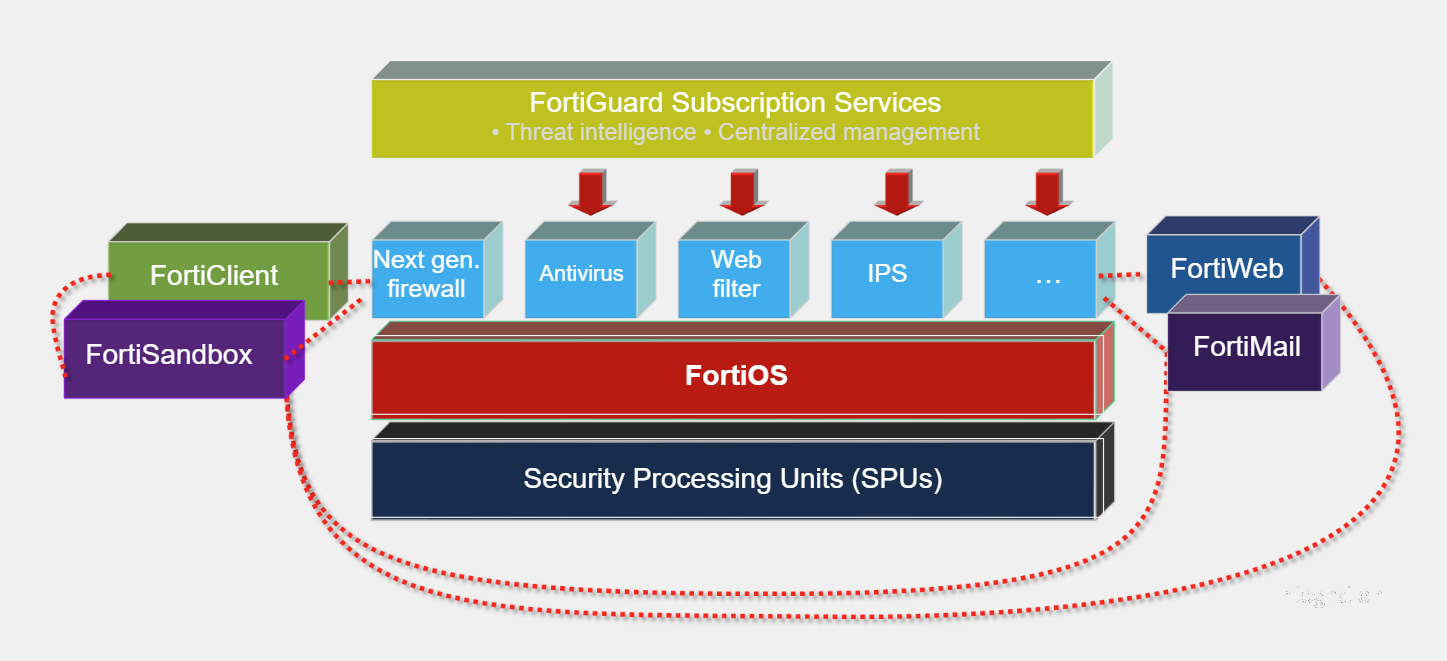 FortiGuard Subscription Services
• Threat intelligence • Centralized management
FortiClient
FortiSandbox
Next gen.
firewall
Antivirus
Web
filter
IPS
...
FortiWeb
FortiMail
FortiOS
Security Processing Units (SPUs)